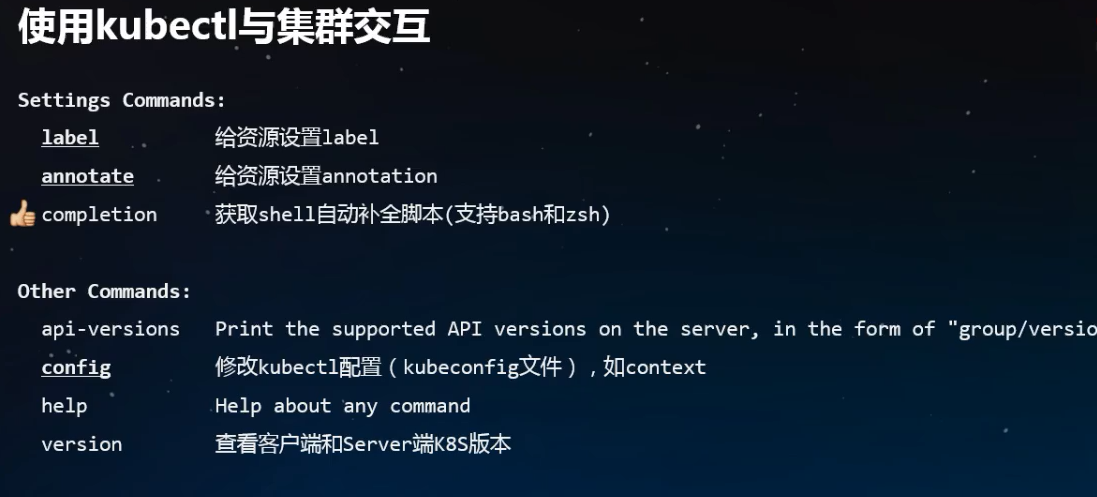 使用kubectl与集群交互
Settings Commands:
label 给资源设置label
annotate 给资源设置annotation
completion 获取shell自动补全脚本(支持bash和zsh)
Other Commands:
api-versions Print the supported API versions on the server, in the form of "group/versio
config 修改kubectl配置（kubeconfig文件），如context
help Help about any command
version 查看客户端和Server端K8S版本